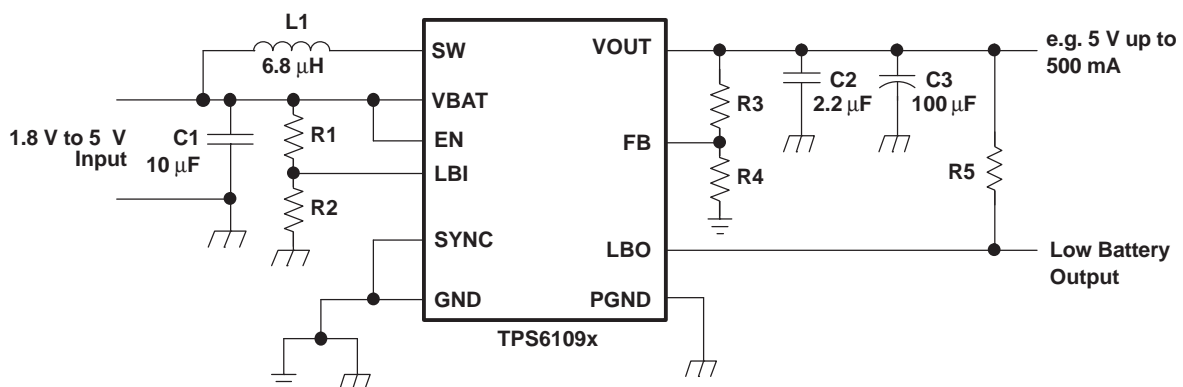 L1
6.8 μH
SW
VBAT
EN
LBI
SYNC
GND
VOUT
FB
LBO
PGND
TPS6109x
1.8 V to 5 V
Input
C1
10 μF
R1
R2
R3
R4
C2
2.2 μF
C3
100 μF
R5
e.g. 5 V up to
500 mA
Low Battery
Output